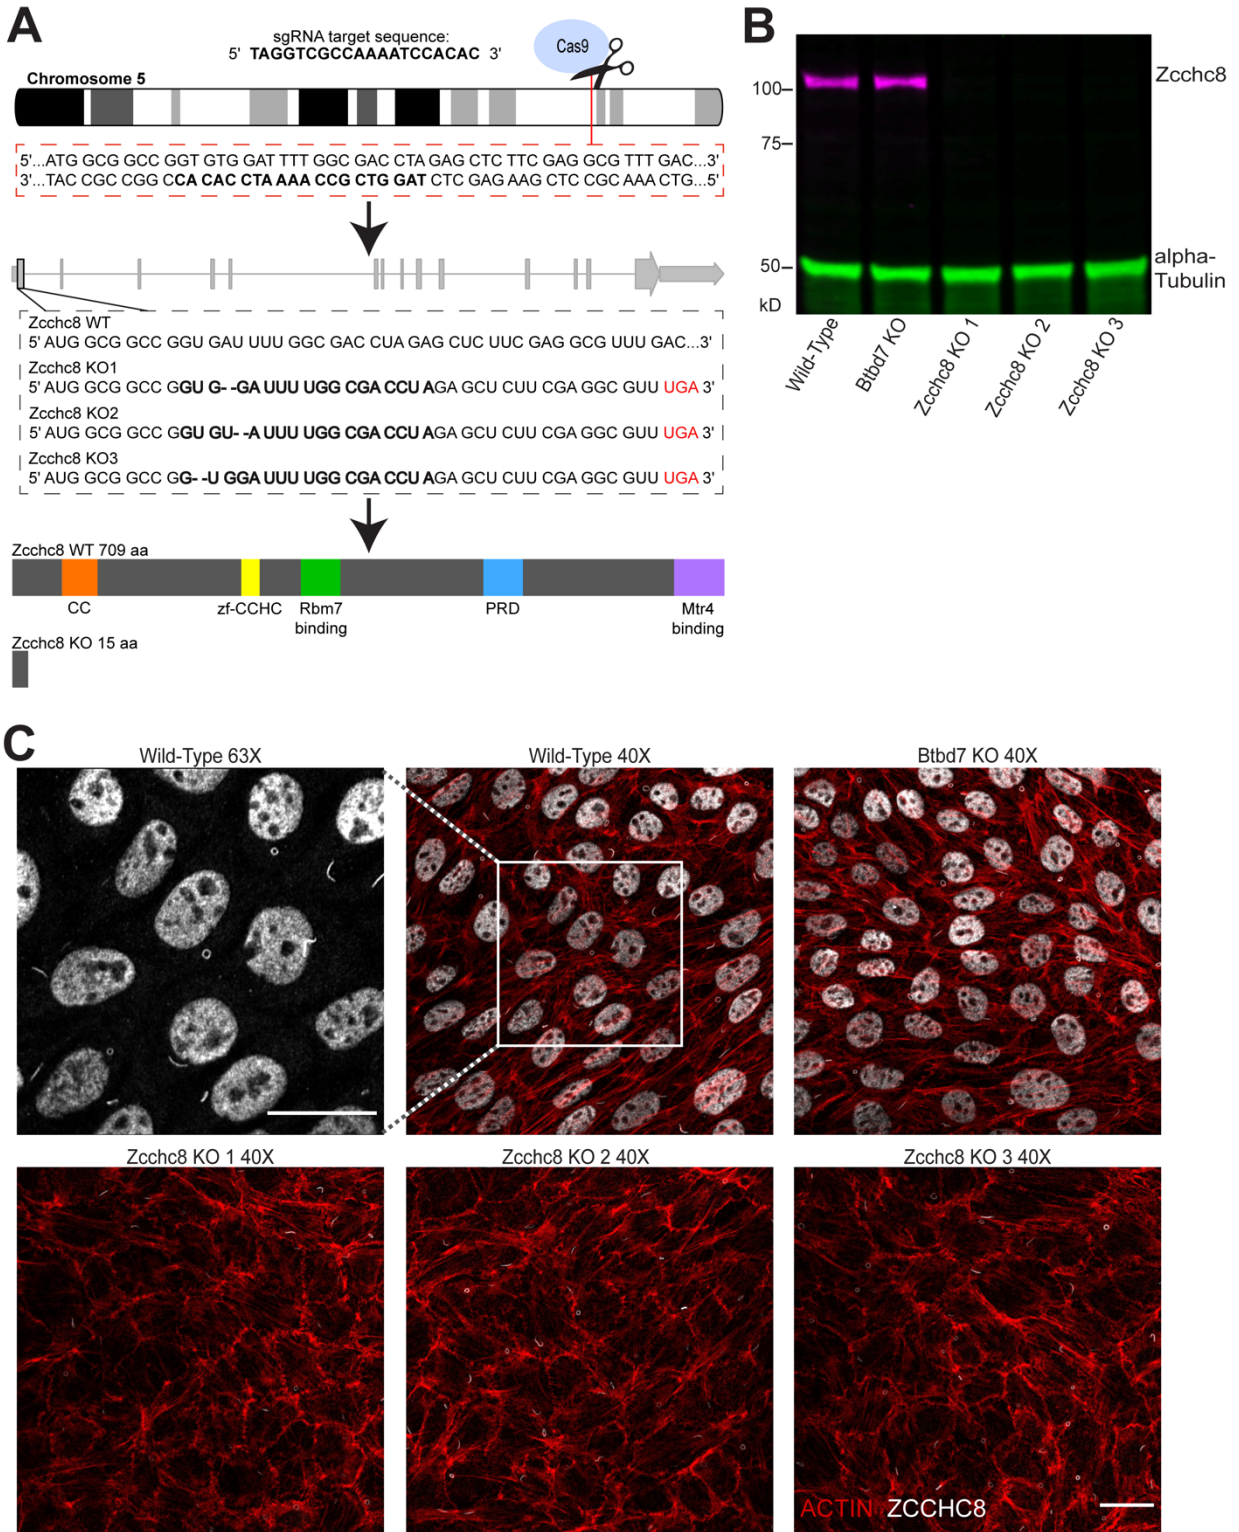 A
sgRNA target sequence:
5' TAGGTCGCCAAAATCCACAC 3'
Cas9
Chromosome 5
5'...ATG GCG GCC GGT GTG GAT TTT GGC GAC CTA GAG CTC TTC GAG GCG TTT GAC...3'
3'...TAC CGC CGG CCA CAC CTA AAA CCG CTG GAT CTC GAG AAG CTC CGC AAA CTG...5'
Zcchc8 WT
5' AUG GCG GCC GGU GAU UUU GGC GAC CUA GAG CUC UUC GAG GCG UUU GAC...3'
Zcchc8 KO1
5' AUG GCG GCC GGU G- -GA UUU UGG CGA CCU AGA GCU CUU CGA GGC GUU UGA 3'
Zcchc8 KO2
5' AUG GCG GCC GGU GU- -A UUU UGG CGA CCU AGA GCU CUU CGA GGC GUU UGA 3'
Zcchc8 KO3
5' AUG GCG GCC GG- -U GGA UUU UGG CGA CCU AGA GCU CUU CGA GGC GUU UGA 3'
Zcchc8 WT 709 aa
CC
zf-CCHC
Rbm7
binding
PRD
Mtr4
binding
Zcchc8 KO 15 aa
B
100
75
50
kD
Zcchc8
alpha-
Tubulin
Wild-Type
Btbd7 KO
Zcchc8 KO 1
Zcchc8 KO 2
Zcchc8 KO 3
C
Wild-Type 63X
Wild-Type 40X
Btbd7 KO 40X
Zcchc8 KO 1 40X
Zcchc8 KO 2 40X
Zcchc8 KO 3 40X
ACTIN ZCCHC8